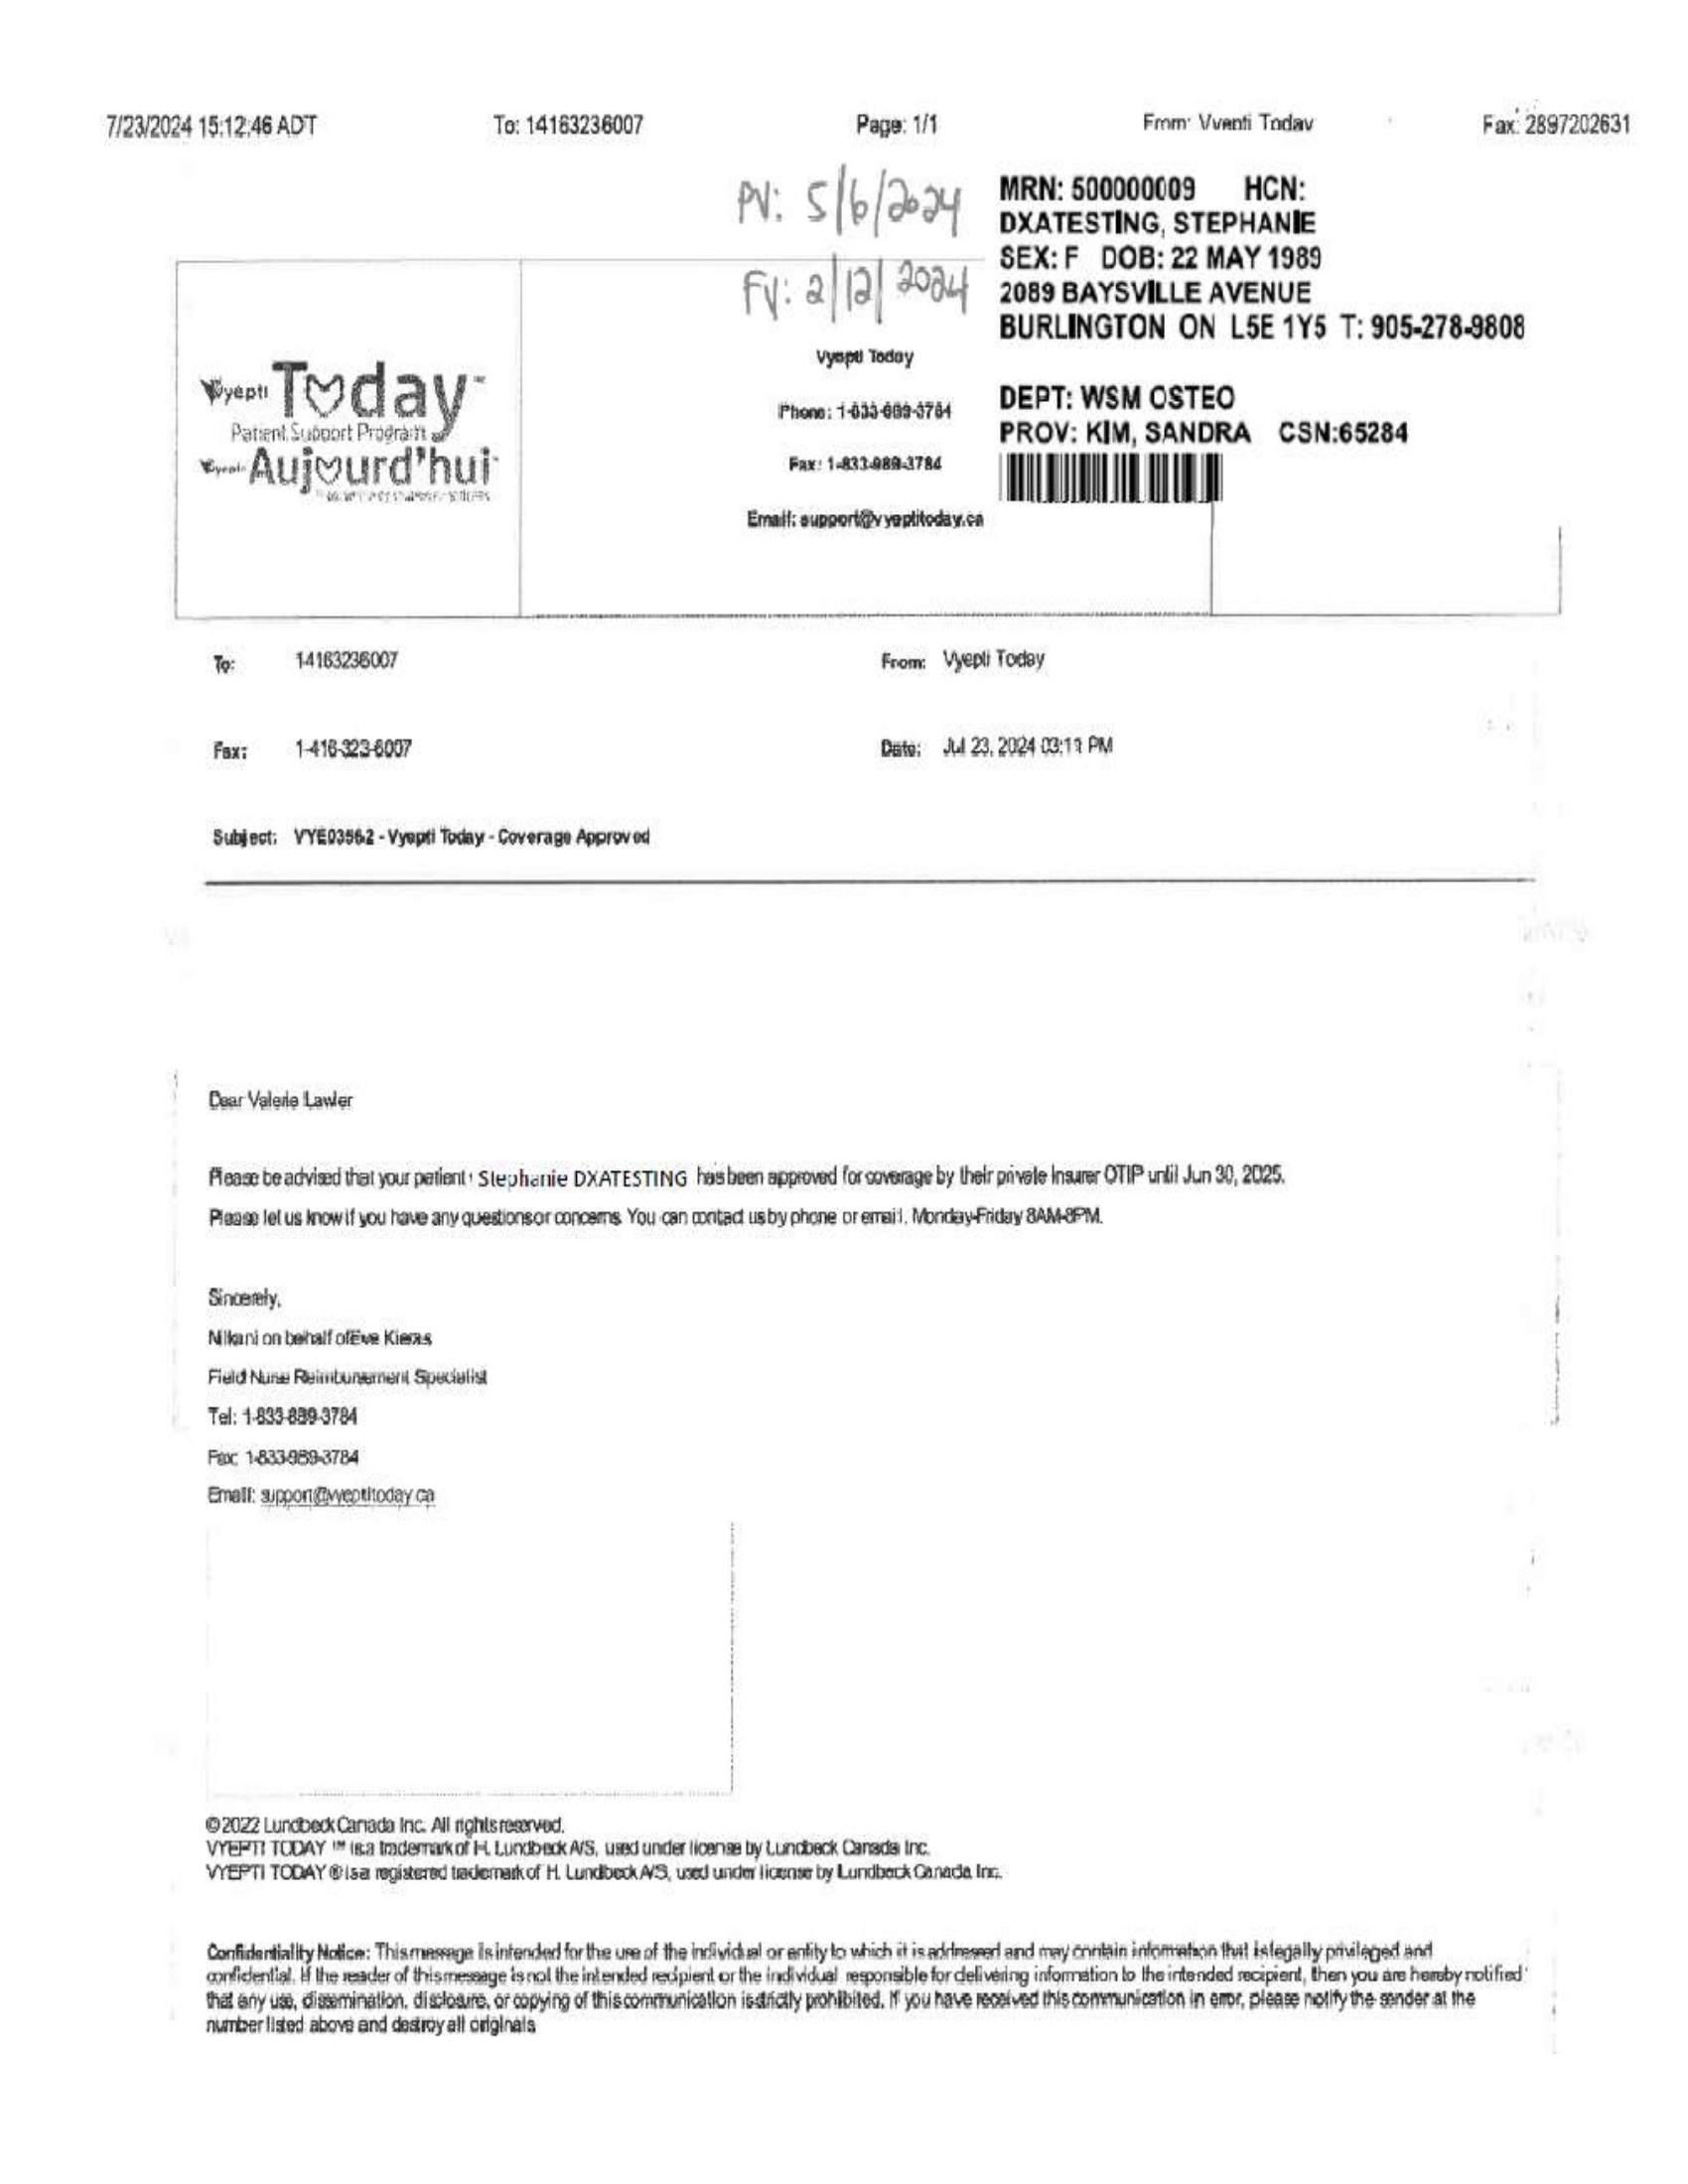 7/23/2024 15:12:46 ADT To: 14163236007 Page: 1/1 From: Vyepti Today Fax: 2897202631
PV: 5/6/2024
FV: 2/12/2024
MRN: 500000009 HCN:
DXATESTING, STEPHANIE
SEX: F DOB: 22 MAY 1989
2089 BAYSVILLE AVENUE
BURLINGTON ON L5E 1Y5 T: 905-278-9808
DEPT: WSM OSTEO
PROV: KIM, SANDRA CSN:65284
Vyepti Today
Patient Support Program
Vyepti Aujourd'hui
Vyepti Today
Phone: 1-833-889-3784
Fax: 1-833-989-3784
Email: support@vyeptitoday.ca
To: 14163236007 From: Vyepti Today
Fax: 1-416-323-6007 Date: Jul 23, 2024 03:11 PM
Subject: VYE03562 - Vyepti Today - Coverage Approved
Dear Valerie Lawler
Please be advised that your patient Stephanie DXATESTING has been approved for coverage by their private insurer OTIP until Jun 30, 2025.
Please let us know if you have any questions or concerns. You can contact us by phone or email, Monday-Friday 8AM-8PM.
Sincerely,
Nilkani on behalf of Eve Kieras
Field Nurse Reimbursement Specialist
Tel: 1-833-889-3784
Fax: 1-833-989-3784
Email: support@vyeptitoday.ca
©2022 Lundbeck Canada Inc. All rights reserved.
VYEPTI TODAY ™ is a trademark of H. Lundbeck A/S, used under license by Lundbeck Canada Inc.
VYEPTI TODAY ® is a registered trademark of H. Lundbeck A/S, used under license by Lundbeck Canada Inc.
Confidentiality Notice: This message is intended for the use of the individual or entity to which it is addressed and may contain information that is legally privileged and
confidential. If the reader of this message is not the intended recipient or the individual responsible for delivering information to the intended recipient, then you are hereby notified
that any use, dissemination, disclosure, or copying of this communication is strictly prohibited. If you have received this communication in error, please notify the sender at the
number listed above and destroy all originals